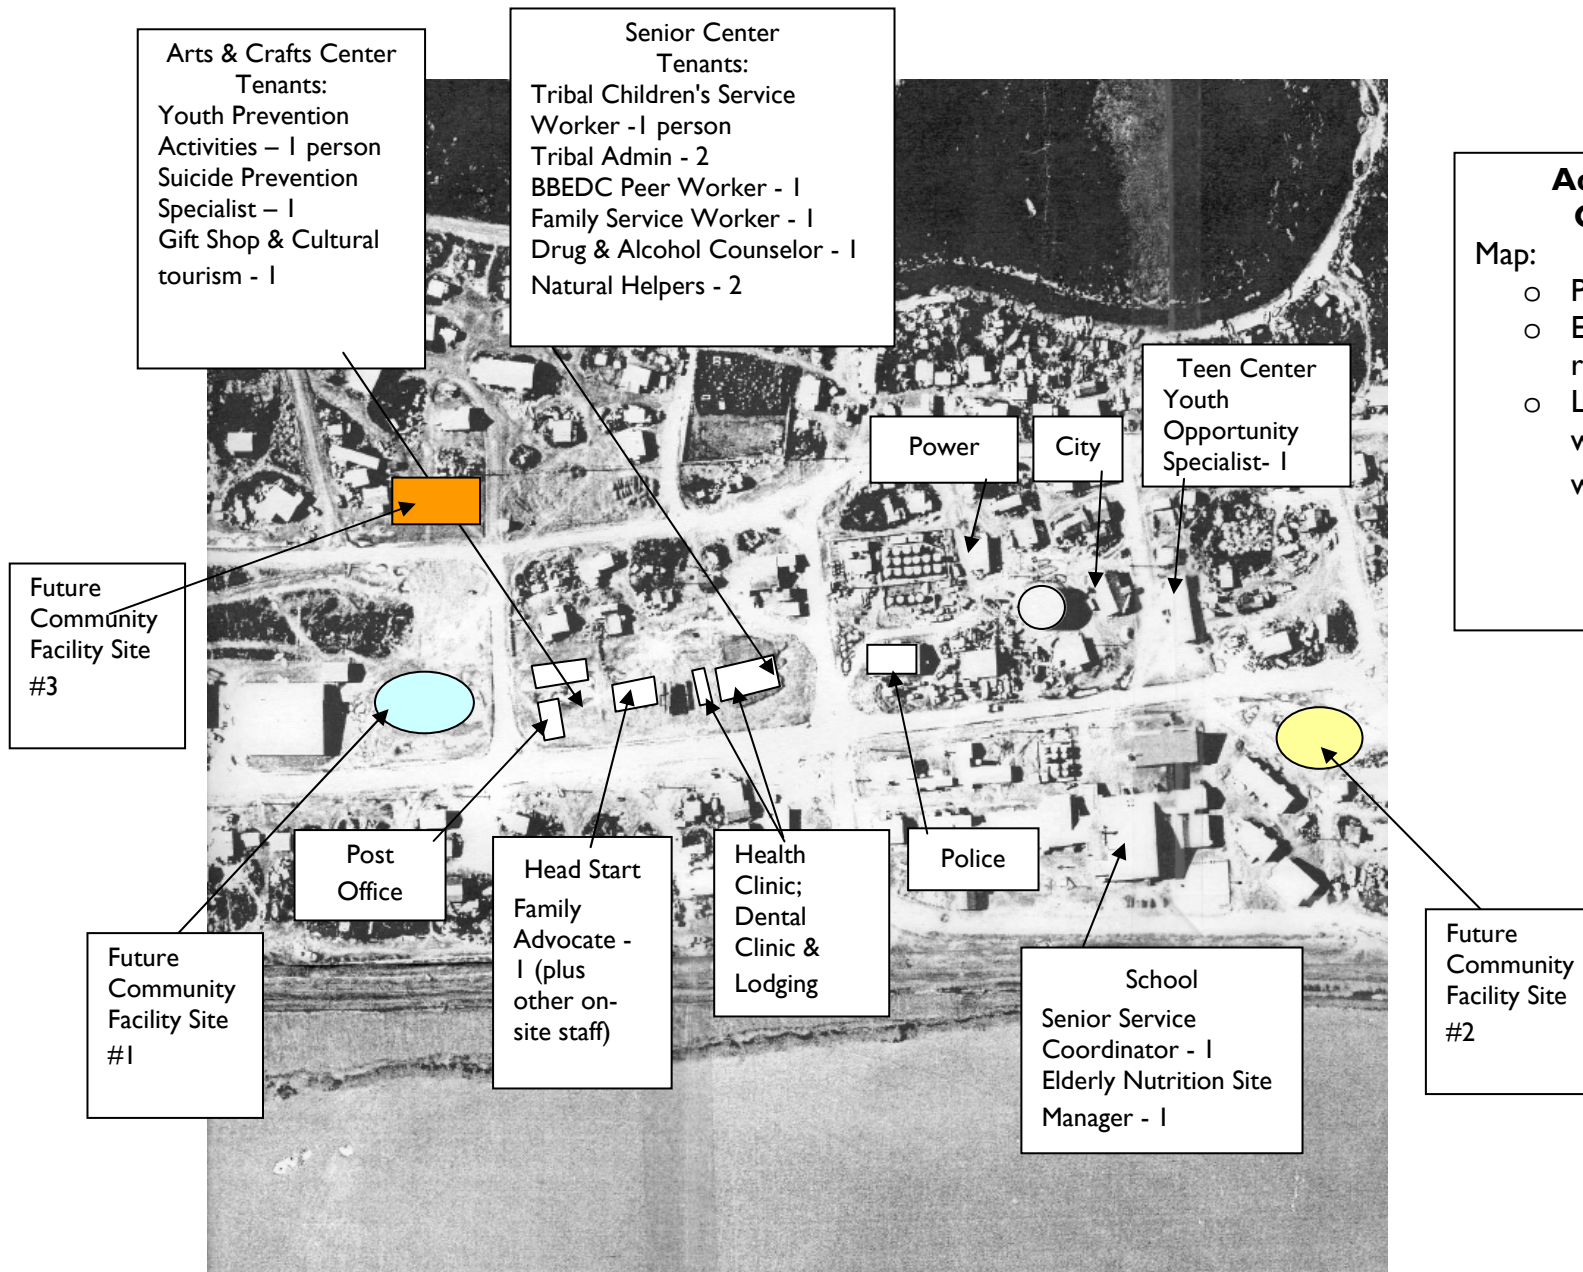 Arts & Crafts Center
Tenants:
Youth Prevention
Activities – 1 person
Suicide Prevention
Specialist – 1
Gift Shop & Cultural
tourism - 1
Senior Center
Tenants:
Tribal Children's Service
Worker -1 person
Tribal Admin - 2
BBEDC Peer Worker - 1
Family Service Worker - 1
Drug & Alcohol Counselor - 1
Natural Helpers - 2
Map:
Teen Center
Youth
Opportunity
Specialist- 1
Power
City
Future
Community
Facility Site
#3
Post
Office
Head Start
Family
Advocate -
1 (plus
other on-
site staff)
Health
Clinic;
Dental
Clinic &
Lodging
Police
School
Senior Service
Coordinator - 1
Elderly Nutrition Site
Manager - 1
Future
Community
Facility Site
#1
Future
Community
Facility Site
#2